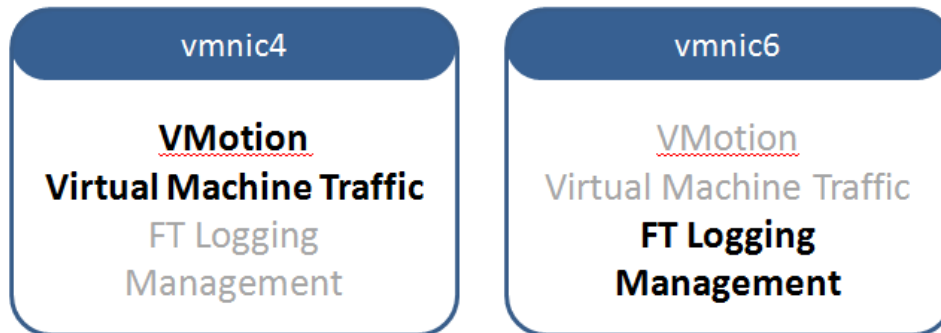 vmnic4
VMotion
Virtual Machine Traffic
FT Logging
Management
vmnic6
VMotion
Virtual Machine Traffic
FT Logging
Management